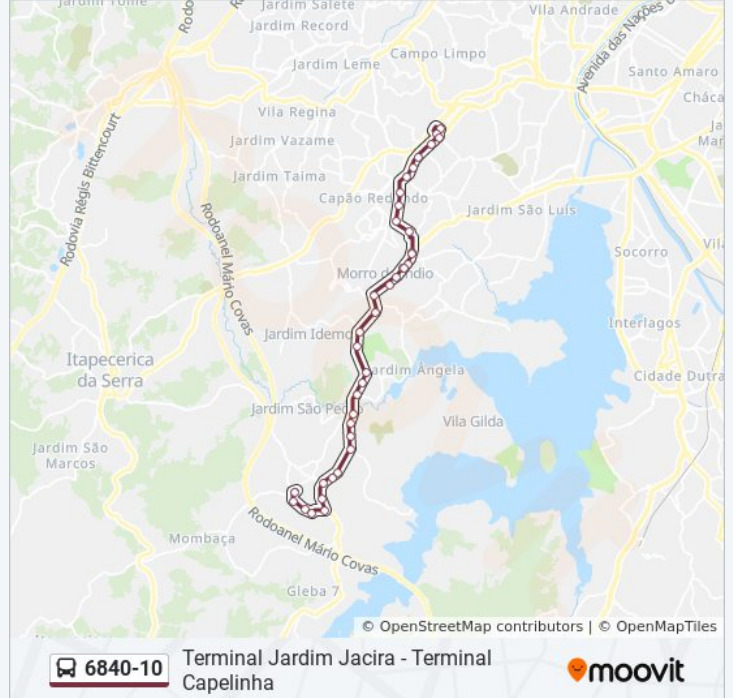 Jardim Salete
Vila Andrade
Jardim Record
Campo Limpo
Jardim Leme
Avenida das Nações
Santo Amaro
Vila Regina
Jardim Vazame
Jardim Taima
Capão Redondo
Jardim São Luís
Rodovia Régis Bittencourt
Rodoanel Mário Covas
Socorro
Morro do Índio
Interlagos
Jardim Idem
Itapecerica
da Serra
Jardim Ângela
Cidade Dutra
Jardim São Pedro
Vila Gilda
Jardim São
Marcos
Rodoanel Mário Covas
Mombaça
Gleba 7
© OpenStreetMap contributors | © OpenMapTiles
6840-10
Terminal Jardim Jacira - Terminal
Capelinha
moovit